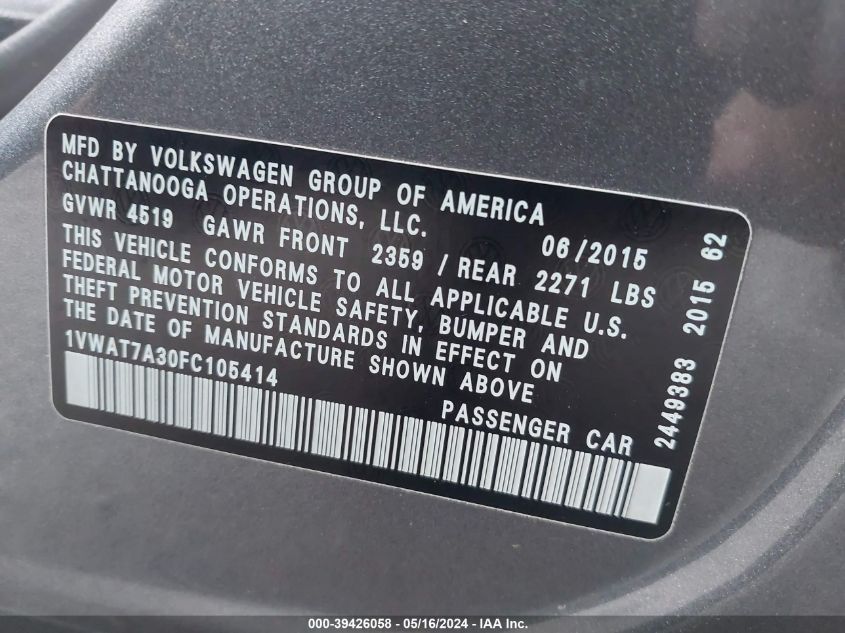 MFD BY VOLKSWAGEN GROUP OF AMERICA
CHATTANOOGA OPERATIONS, LLC. 06/2015
GVWR 4519 GAWR FRONT 2359 / REAR 2271 LBS
THIS VEHICLE CONFORMS TO ALL APPLICABLE U.S.
FEDERAL MOTOR VEHICLE SAFETY, BUMPER AND
THEFT PREVENTION STANDARDS IN EFFECT ON
THE DATE OF MANUFACTURE SHOWN ABOVE
1VWAT7A30FC105414
PASSENGER CAR
2449383 2015 62
000-39426058 - 05/16/2024 - IAA Inc.